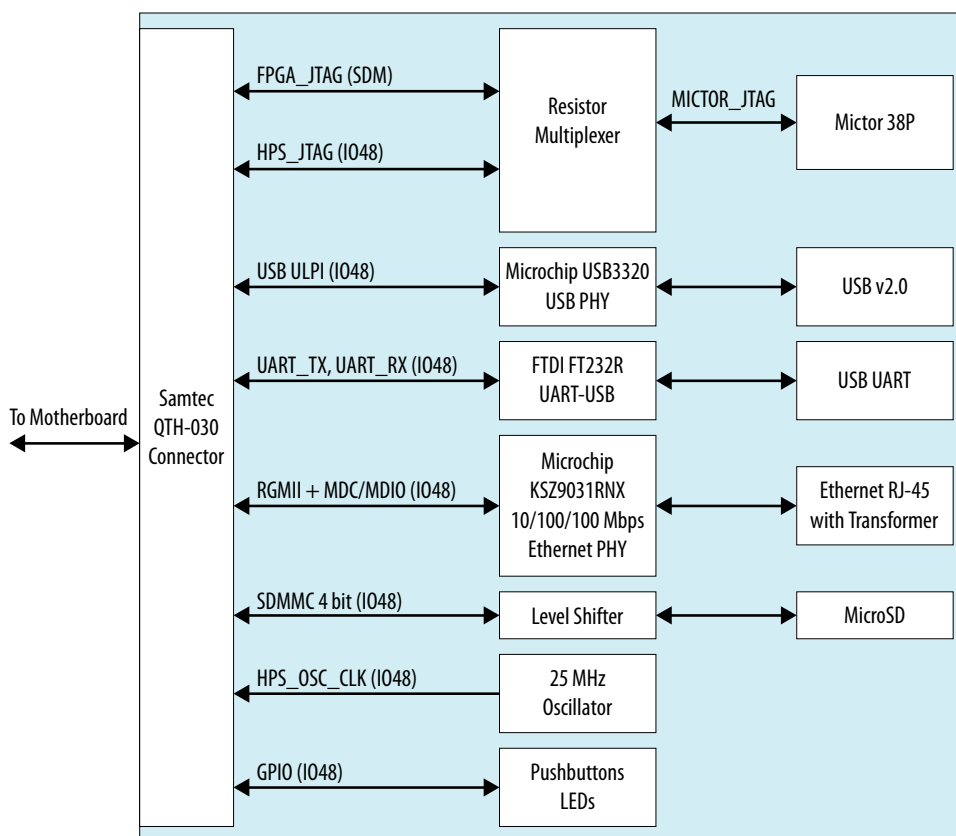 FPGA_JTAG (SDM)
HPS_JTAG (IO48)
Resistor
Multiplexer
MICTOR_JTAG
Mictor 38P
USB ULPI (IO48)
Microchip USB3320
USB PHY
USB v2.0
UART_TX, UART_RX (IO48)
FTDI FT232R
UART-USB
USB UART
To Motherboard
Samtec
QTH-030
Connector
RGMII + MDC/MDIO (IO48)
Microchip
KSZ9031RNX
10/100/100 Mbps
Ethernet PHY
Ethernet RJ-45
with Transformer
SDMMC 4 bit (IO48)
Level Shifter
MicroSD
HPS_OSC_CLK (IO48)
25 MHz
Oscillator
GPIO (IO48)
Pushbuttons
LEDs